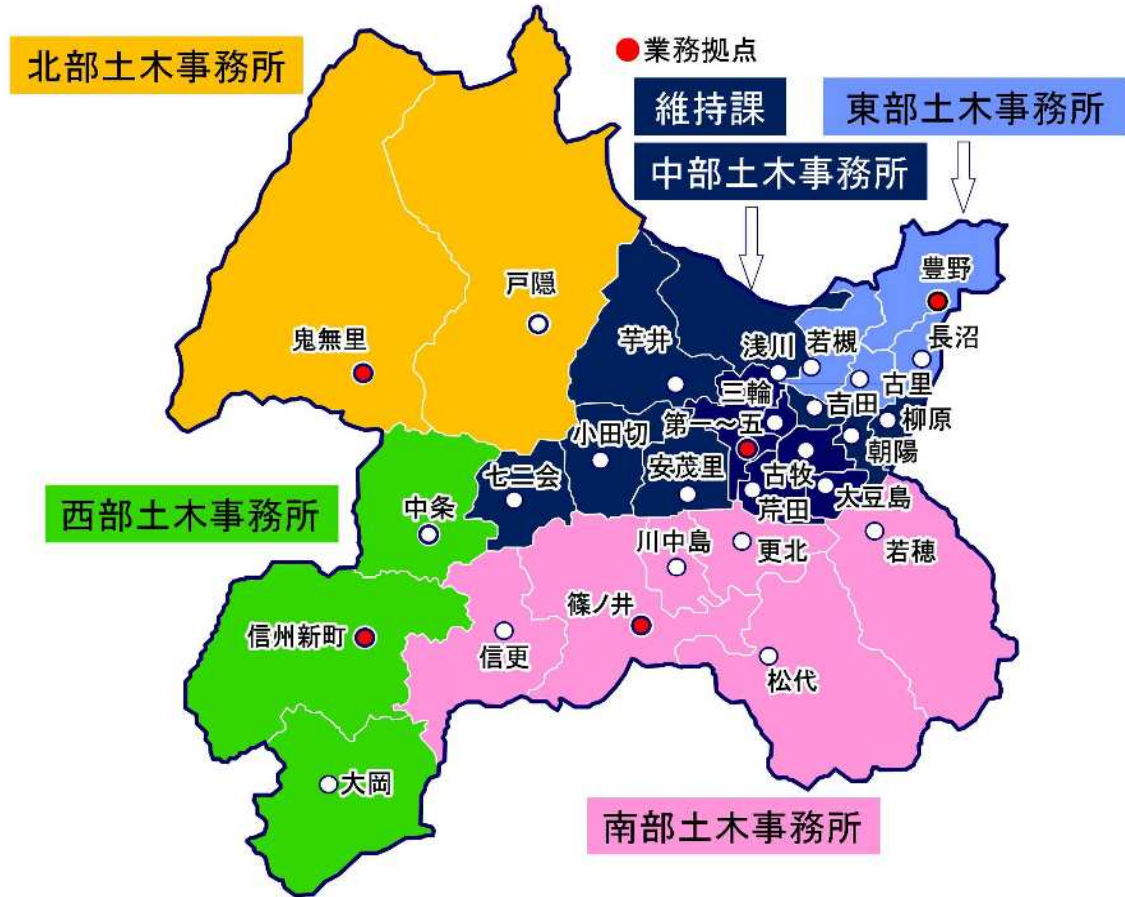 北部土木事務所
●業務拠点
維持課
東部土木事務所
中部土木事務所
豊野
戸隠
鬼無里
芋井
浅川
若槻
長沼
三輪
古里
吉田
柳原
第一～五
小田切
朝陽
七二会
安茂里
古牧
大豆島
芹田
西部土木事務所
中条
川中島
更北
若穂
篠ノ井
信州新町
信更
松代
大岡
南部土木事務所